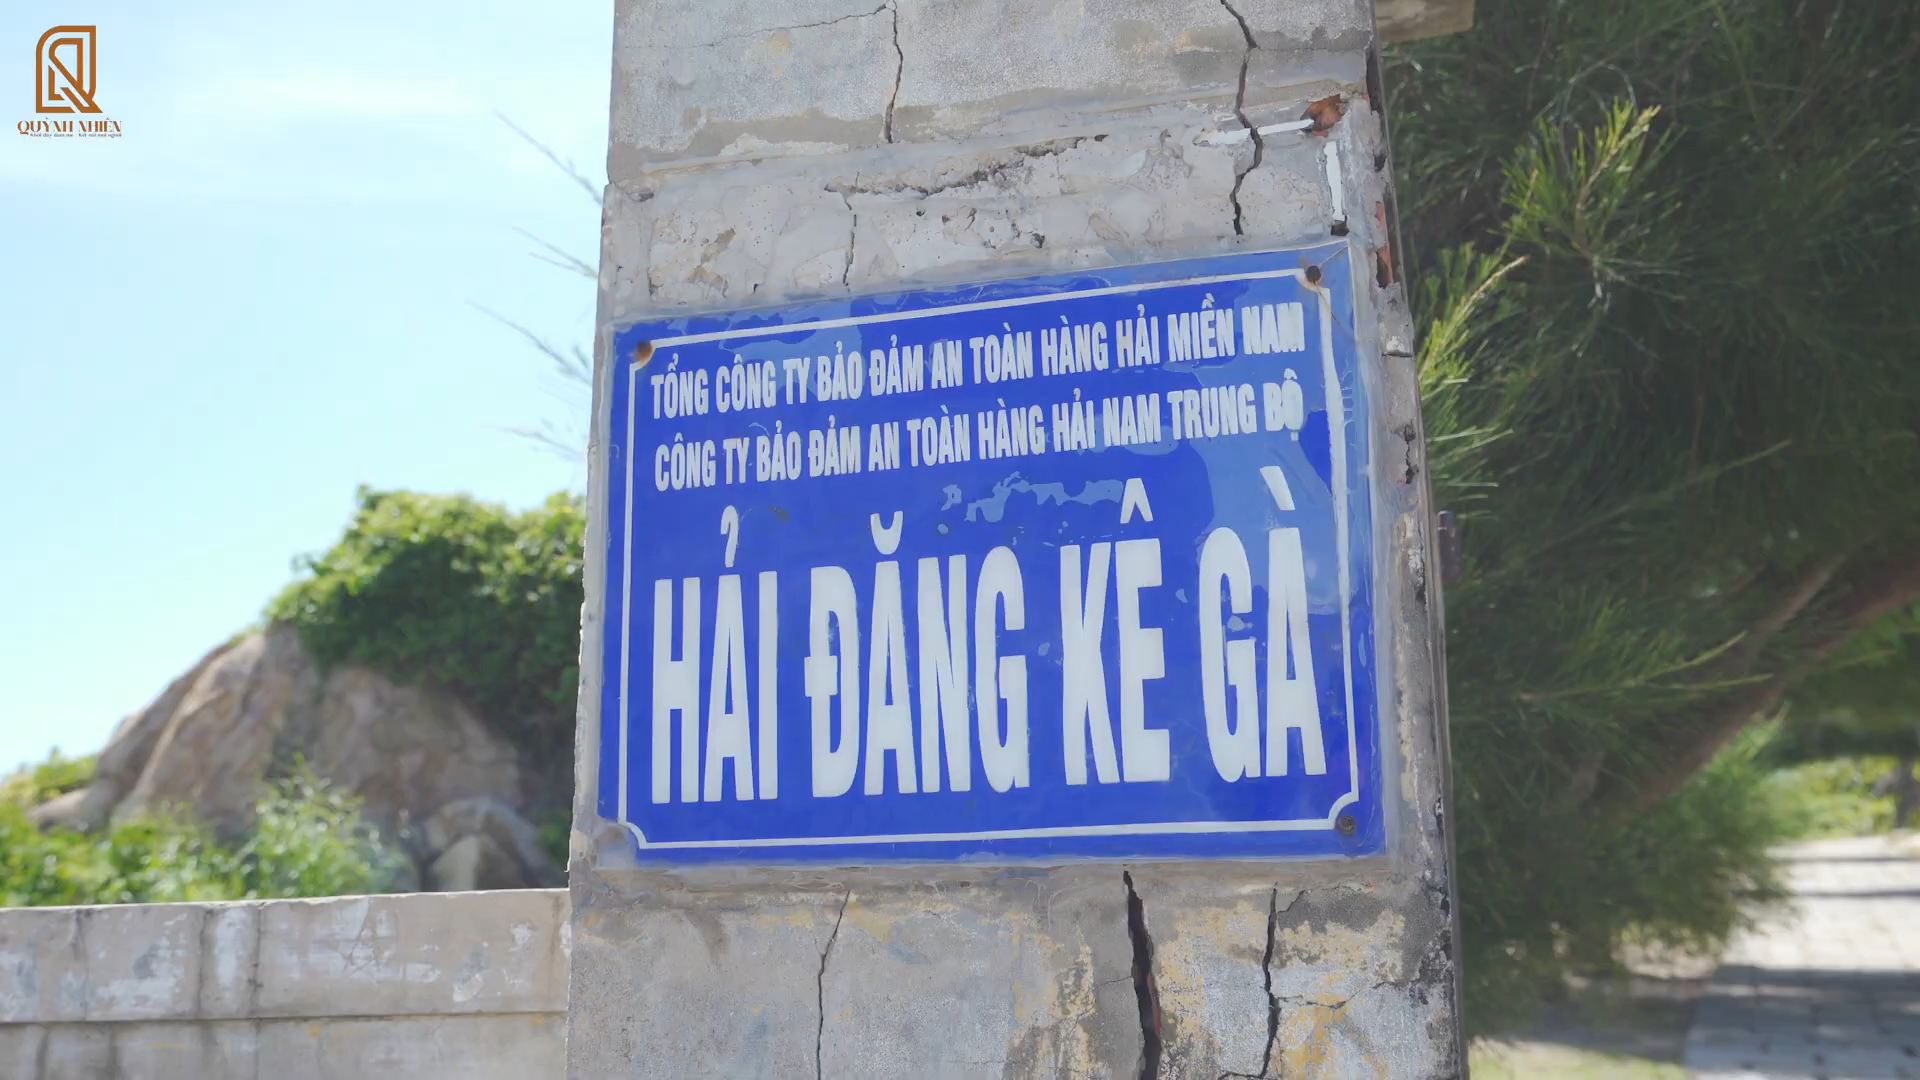 QUỲNH NHIÊN
TỔNG CÔNG TY BẢO ĐẢM AN TOÀN HÀNG HẢI MIỀN NAM
CÔNG TY BẢO ĐẢM AN TOÀN HÀNG HẢI NAM TRUNG BỘ
HẢI ĐĂNG KÊ GÀ